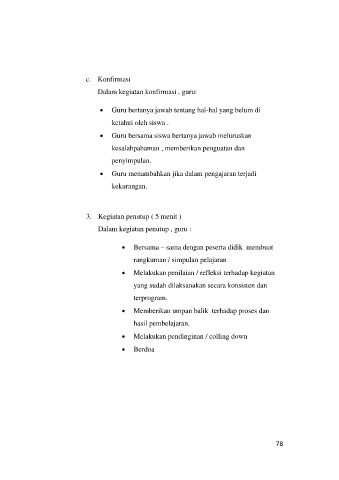 c. Konfirmasi
Dalam kegiatan konfirmasi , guru:
• Guru bertanya jawab tentang hal-hal yang belum di
ketahui oleh siswa .
• Guru bersama siswa bertanya jawab meluruskan
kesalahpahaman , memberikan penguatan dan
penyimpulan.
• Guru menambahkan jika dalam pengajaran terjadi
kekurangan.
3. Kegiatan penutup ( 5 menit )
Dalam kegiatan penutup , guru :
• Bersama – sama dengan peserta didik membuat
rangkuman / simpulan pelajaran
• Melakukan penilaian / refleksi terhadap kegiatan
yang sudah dilaksanakan secara konsisten dan
terprogram.
• Memberikan umpan balik terhadap proses dan
hasil pembelajaran.
• Melakukan pendinginan / colling down
• Berdoa
78